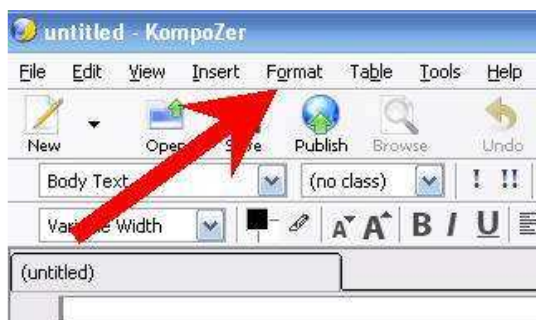 untitled - KompoZer
File Edit View Insert Format Table Tools Help
New Publish Browse Undo
Body Text (no class) ! !!
Width A A B I U
(untitled)